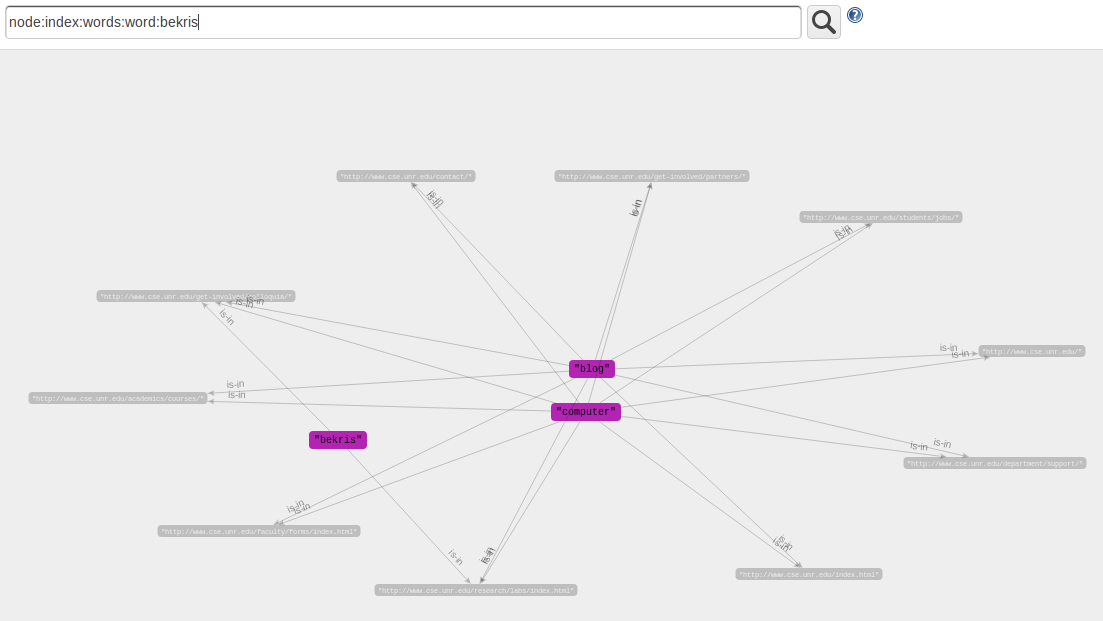 node:index:words:word:bekris
?
"http://www.cse.unr.edu/contact/"
"http://www.cse.unr.edu/get-involved/partners/"
is-in
is-in
is-in
is-in
"http://www.cse.unr.edu/students/jobs/"
is-in
is-in
"http://www.cse.unr.edu/get-involved/colloquia/"
is-in
is-in
is-in
is-in
is-in
"http://www.cse.unr.edu/"
"blog"
is-in
is-in
"http://www.cse.unr.edu/academics/courses/"
"computer"
"bekris"
is-in
is-in
"http://www.cse.unr.edu/department/support/"
is-in
is-in
"http://www.cse.unr.edu/faculty/forms/index.html"
is-in
is-in
is-in
is-in
is-in
"http://www.cse.unr.edu/index.html"
"http://www.cse.unr.edu/research/labs/index.html"